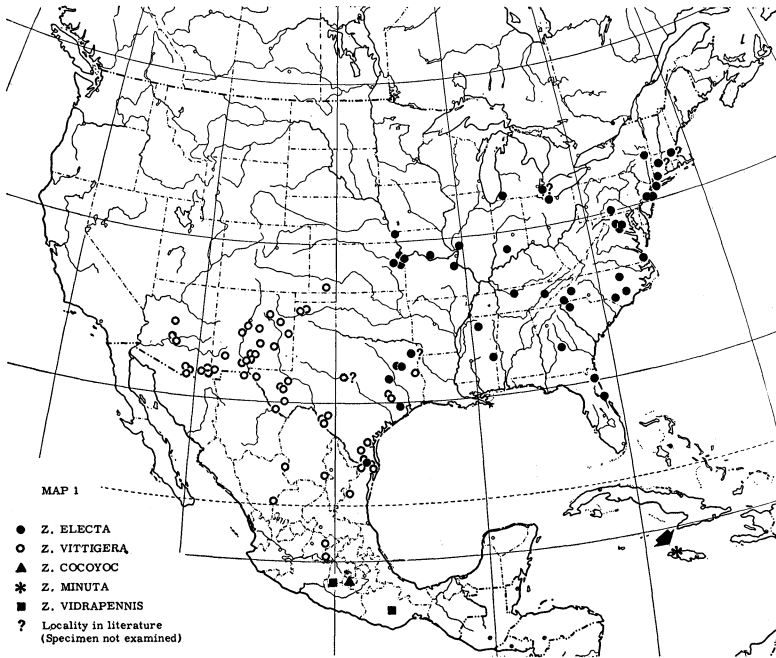 MAP 1
Z. ELECTA
Z. VITTIGERA
Z. COCOYOC
Z. MINUTA
Z. VIDRAPENNIS
? Locality in literature
(Specimen not examined)
?
?
?
?
?
?